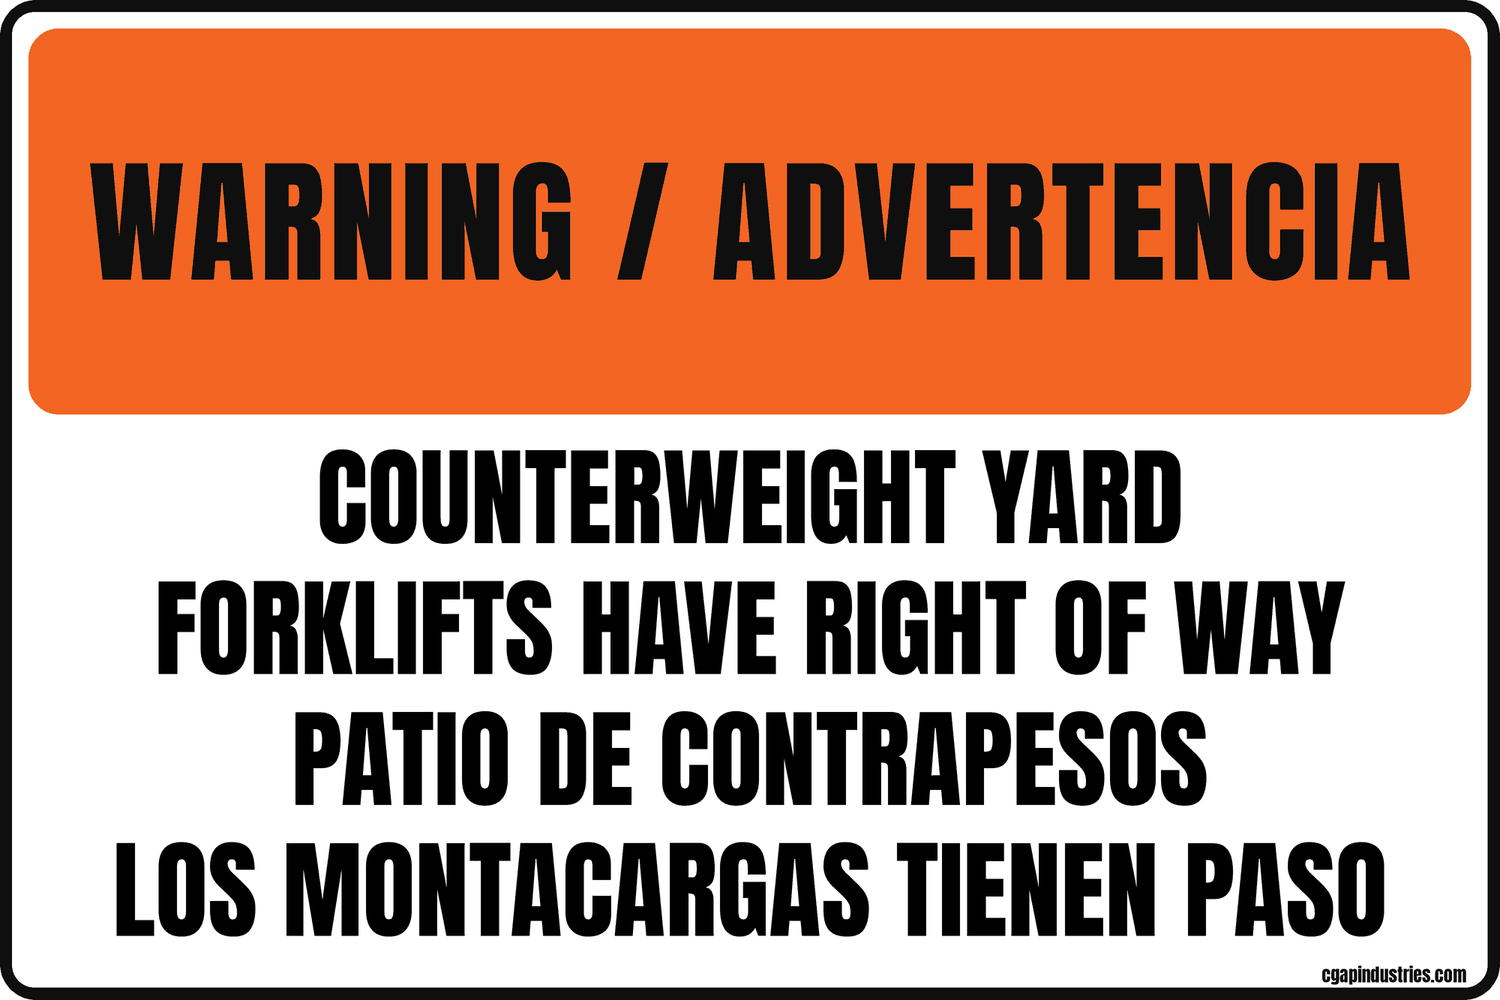 WARNING / ADVERTENCIA
COUNTERWEIGHT YARD
FORKLIFTS HAVE RIGHT OF WAY
PATIO DE CONTRAPESOS
LOS MONTACARGAS TIENEN PASO
cgapindustries.com